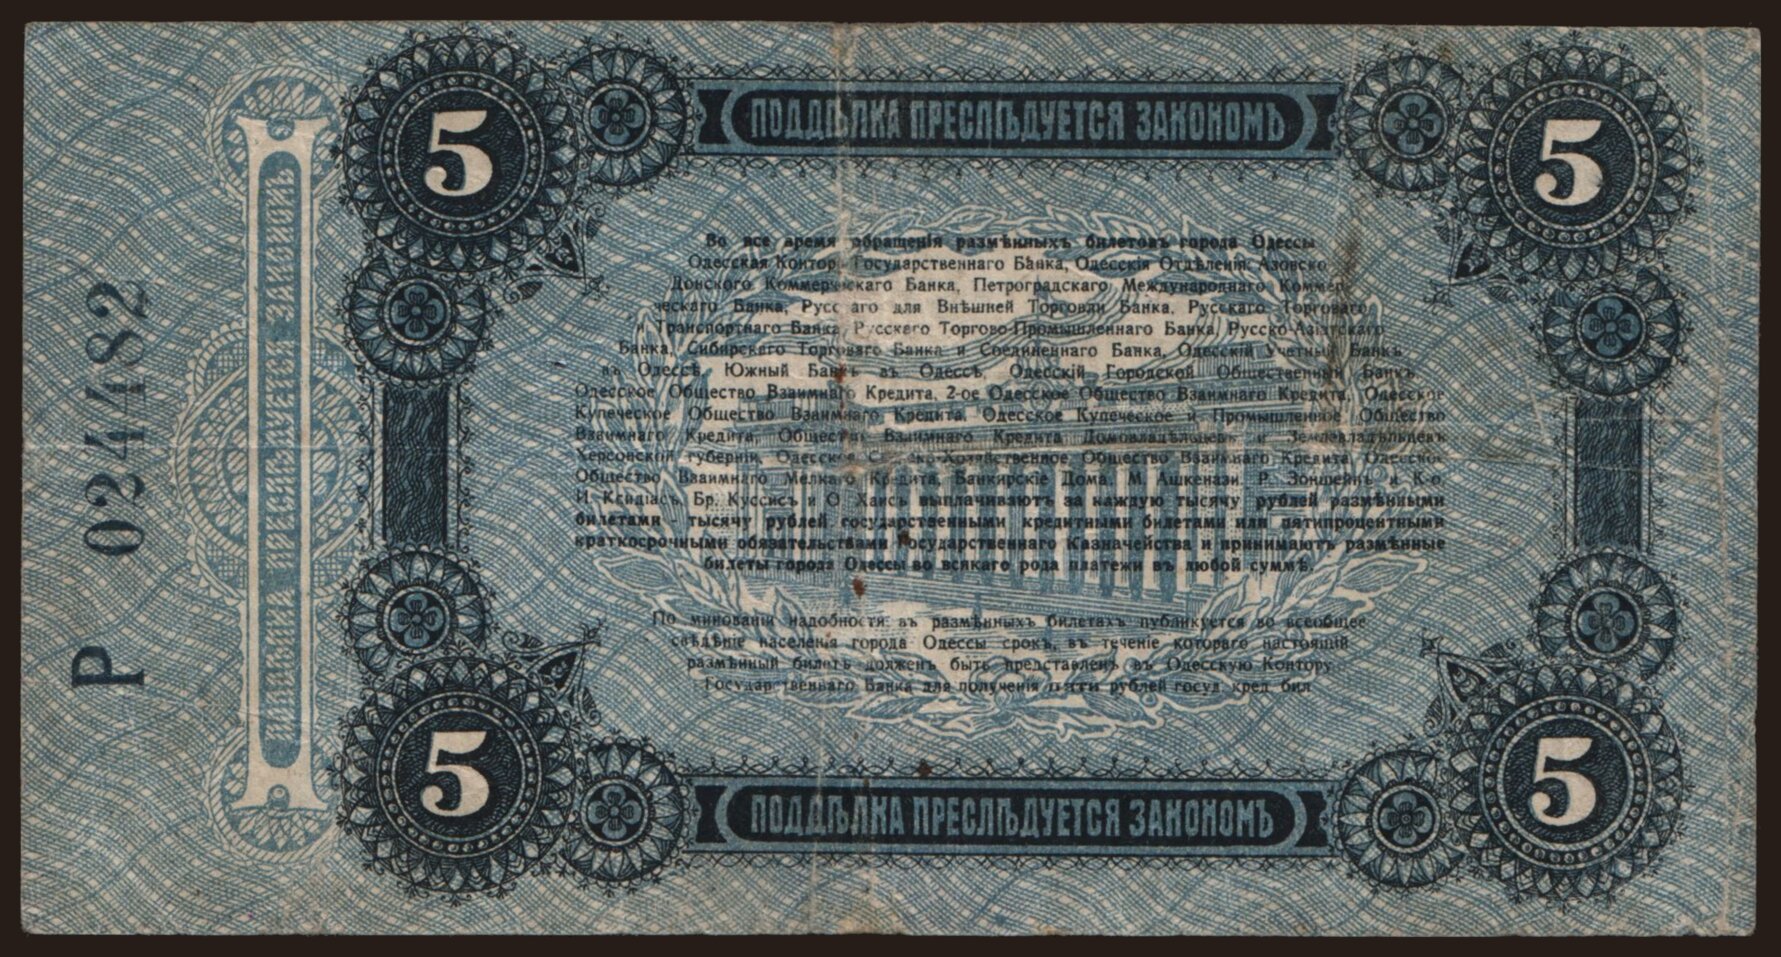 5
ПОДДѢЛКА ПРЕСЛѢДУЕТСЯ ЗАКОНОМЪ
5
Во все время обращенія размѣнныхъ билетовъ города Одессы
Одесская Контор Государственнаго Банка, Одесскія Отдѣленія: Азовско
Донского Коммерческаго Банка, Петроградскаго Международнаго Коммер-
ческаго Банка, Русскаго для Внѣшней Торговли Банка, Русскаго Торговаго
и Транспортнаго Банка, Русскаго Торгово-Промышленнаго Банка, Русско-Азіатскаго
Банка, Сибирскаго Торговаго Банка и Соединеннаго Банка, Одесскій Учетный Банкъ
въ Одессѣ, Южный Банкъ въ Одессѣ, Одесскій Городской Общественный Банкъ
Одесское Общество Взаимнаго Кредита, 2-ое Одесское Общество Взаимнаго Кредита, Одесское
Купеческое Общество Взаимнаго Кредита, Одесское Купеческое и Промышленное Общество
Взаимнаго Кредита, Общество Взаимнаго Кредита Домовладѣльцевъ и Землевладѣльцевъ
Херсонской губерніи, Одесское Сельско-Хозяйственное Общество Взаимнаго Кредита, Одесское
Общество Взаимнаго Мелкаго Кредита, Банкирскіе Дома, М. Ашкенази, Р. Зоншейнъ и К-о
И. Ксидіасъ, Бр. Куссисъ и О. Хаисъ выплачиваютъ за каждую тысячу рублей размѣнными
билетами - тысячу рублей государственными кредитными билетами или пятипроцентными
краткосрочными обязательствами Государственнаго Казначейства и принимаютъ размѣнные
билеты города Одессы во всякаго рода платежи въ любой суммѣ.
По минованіи надобности въ размѣнныхъ билетахъ публикуется во всеобщее
свѣдѣніе населенія города Одессы срокъ, въ теченіе котораго настоящій
размѣнный билетъ долженъ быть представленъ въ Одесскую Контору
Государственнаго Банка для полученія пяти рублей госуд. кред. бил
5
ПОДДѢЛКА ПРЕСЛѢДУЕТСЯ ЗАКОНОМЪ
5
Р 024482